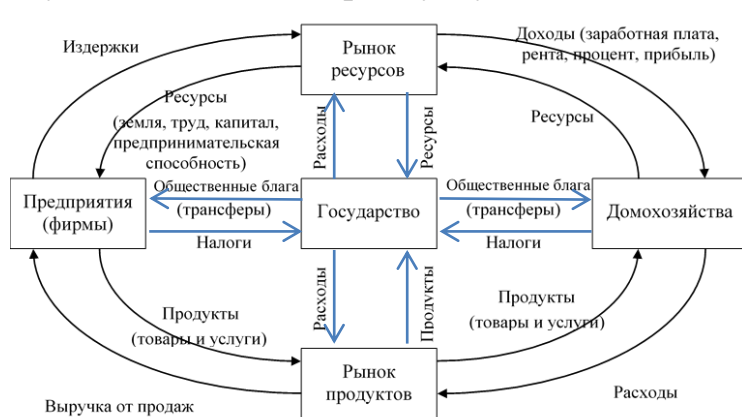 Издержки
Рынок
ресурсов
Доходы (заработная плата,
рента, процент, прибыль)
Ресурсы
(земля, труд, капитал,
предпринимательская
способность)
Расходы
Ресурсы
Ресурсы
Предприятия
(фирмы)
Общественные блага
(трансферы)
Налоги
Государство
Общественные блага
(трансферы)
Налоги
Домохозяйства
Продукты
(товары и услуги)
Расходы
Продукты
Продукты
(товары и услуги)
Рынок
продуктов
Выручка от продаж
Расходы